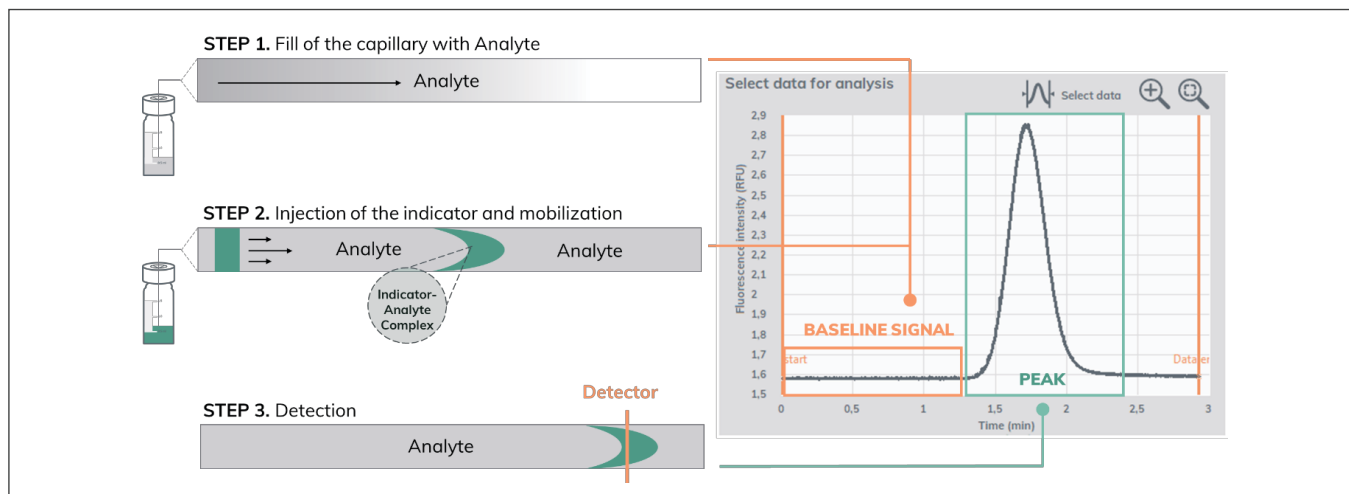 STEP 1. Fill of the capillary with Analyte
Analyte
STEP 2. Injection of the indicator and mobilization
Analyte
Analyte
Indicator-
Analyte
Complex
STEP 3. Detection
Detector
Analyte
Select data for analysis
Select data
Fluorescence intensity (RFU)
2,9
2,8
2,7
2,6
2,5
2,4
2,3
2,2
2,1
2
1,9
1,8
1,7
1,6
1,5
BASELINE SIGNAL
start
PEAK
0
0,5
1
1,5
2
2,5
3
Time (min)